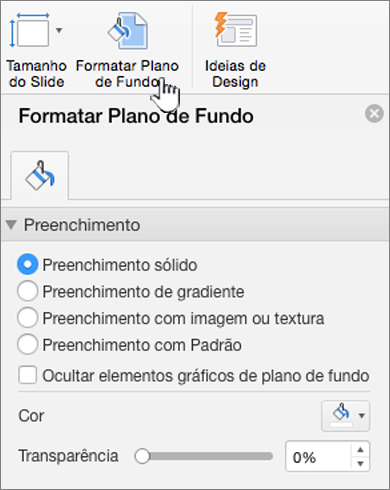 Tamanho Formatar Plano Ideias de
do Slide de Fundo Design
Formatar Plano de Fundo
Preenchimento
Preenchimento sólido
Preenchimento de gradiente
Preenchimento com imagem ou textura
Preenchimento com Padrão
Ocultar elementos gráficos de plano de fundo
Cor
Transparência 0%